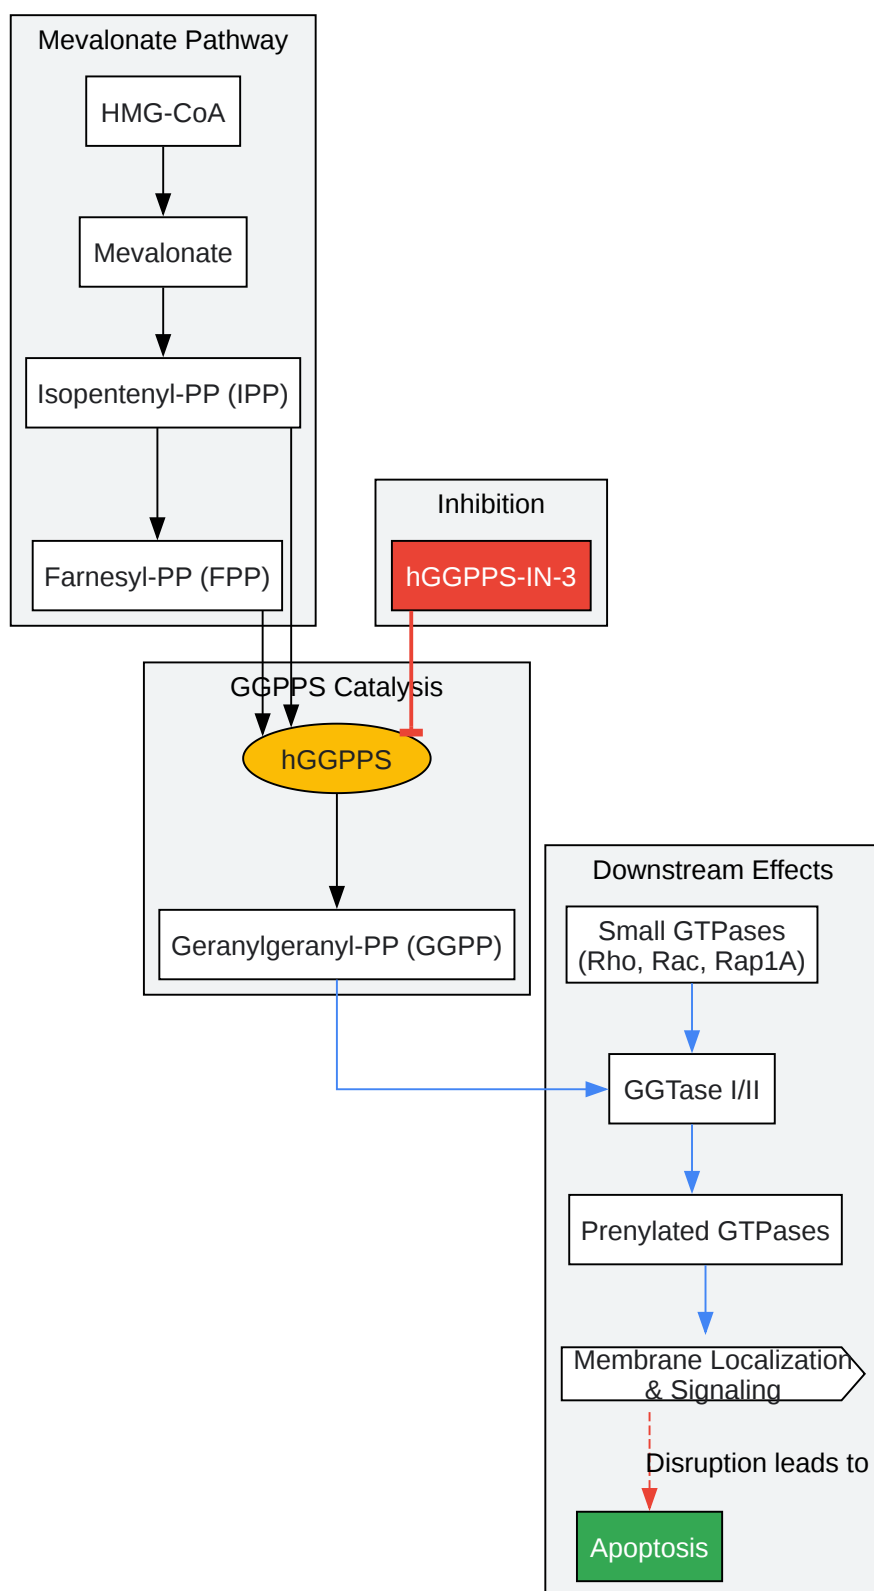 Mevalonate Pathway
HMG-CoA
Mevalonate
Isopentenyl-PP (IPP)
Farnesyl-PP (FPP)
Inhibition
hGGPPS-IN-3
GGPPS Catalysis
hGGPPS
Geranylgeranyl-PP (GGPP)
Downstream Effects
Small GTPases
(Rho, Rac, Rap1A)
GGTase I/II
Prenylated GTPases
Membrane Localization
& Signaling
Disruption leads to
Apoptosis